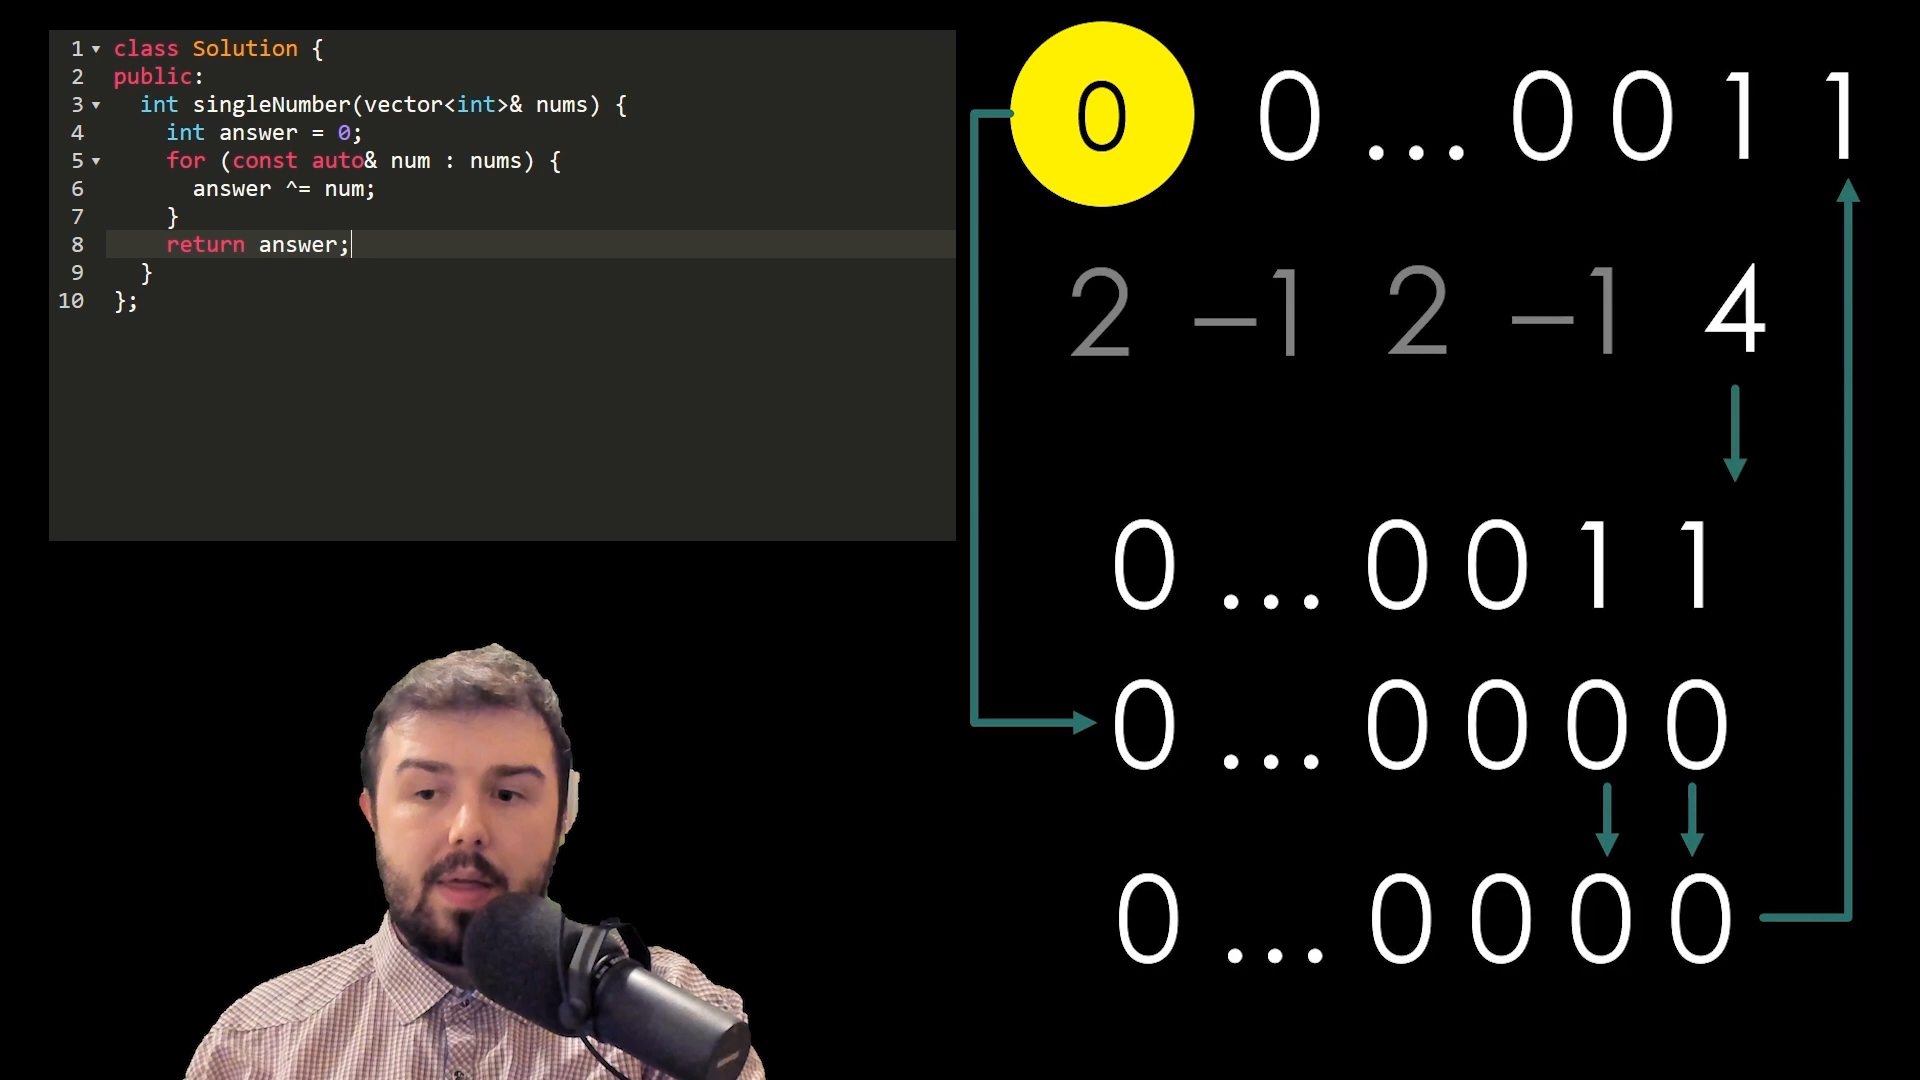 1 class Solution {
2 public:
3 int singleNumber(vector<int>& nums) {
4 int answer = 0;
5 for (const auto& num : nums) {
6 answer ^= num;
7 }
8 return answer;
9 }
10 };
0 0 ... 0 0 1 1
2 –1 2 –1 4
0 ... 0 0 1 1
0 ... 0 0 0 0
0 ... 0 0 0 0